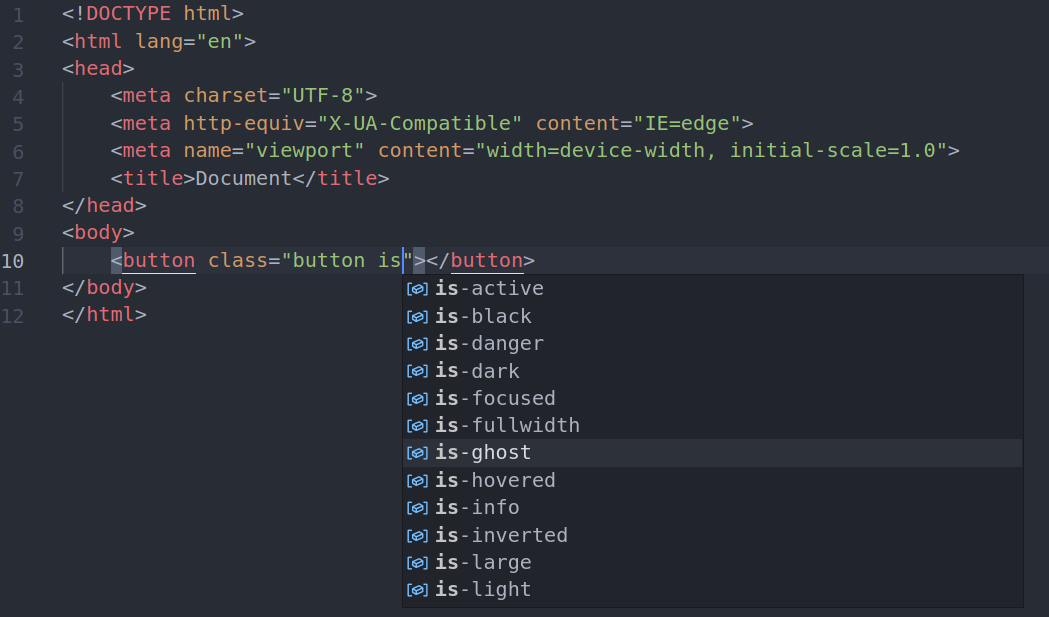 1 <!DOCTYPE html>
2 <html lang="en">
3 <head>
4     <meta charset="UTF-8">
5     <meta http-equiv="X-UA-Compatible" content="IE=edge">
6     <meta name="viewport" content="width=device-width, initial-scale=1.0">
7     <title>Document</title>
8 </head>
9 <body>
10     <button class="button is"></button>
11 </body>
12 </html>
is-active
is-black
is-danger
is-dark
is-focused
is-fullwidth
is-ghost
is-hovered
is-info
is-inverted
is-large
is-light